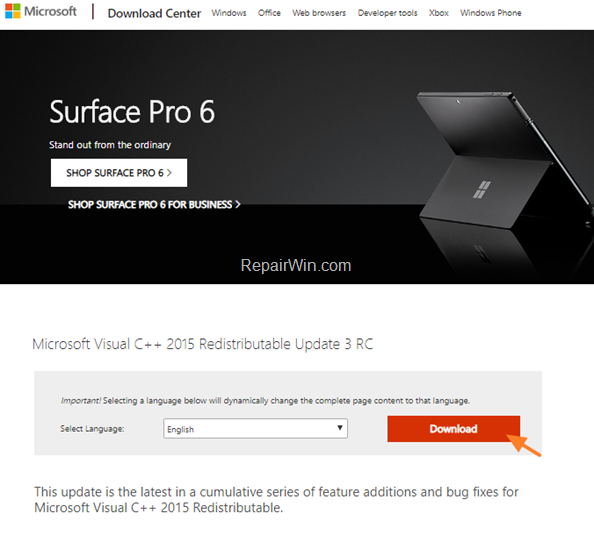 Microsoft
Download Center Windows Office Web browsers Developer tools Xbox Windows Phone
Surface Pro 6
Stand out from the ordinary
SHOP SURFACE PRO 6 >
SHOP SURFACE PRO 6 FOR BUSINESS >
RepairWin.com
Microsoft Visual C++ 2015 Redistributable Update 3 RC
Important! Selecting a language below will dynamically change the complete page content to that language.
Select Language: English Download
This update is the latest in a cumulative series of feature additions and bug fixes for
Microsoft Visual C++ 2015 Redistributable.